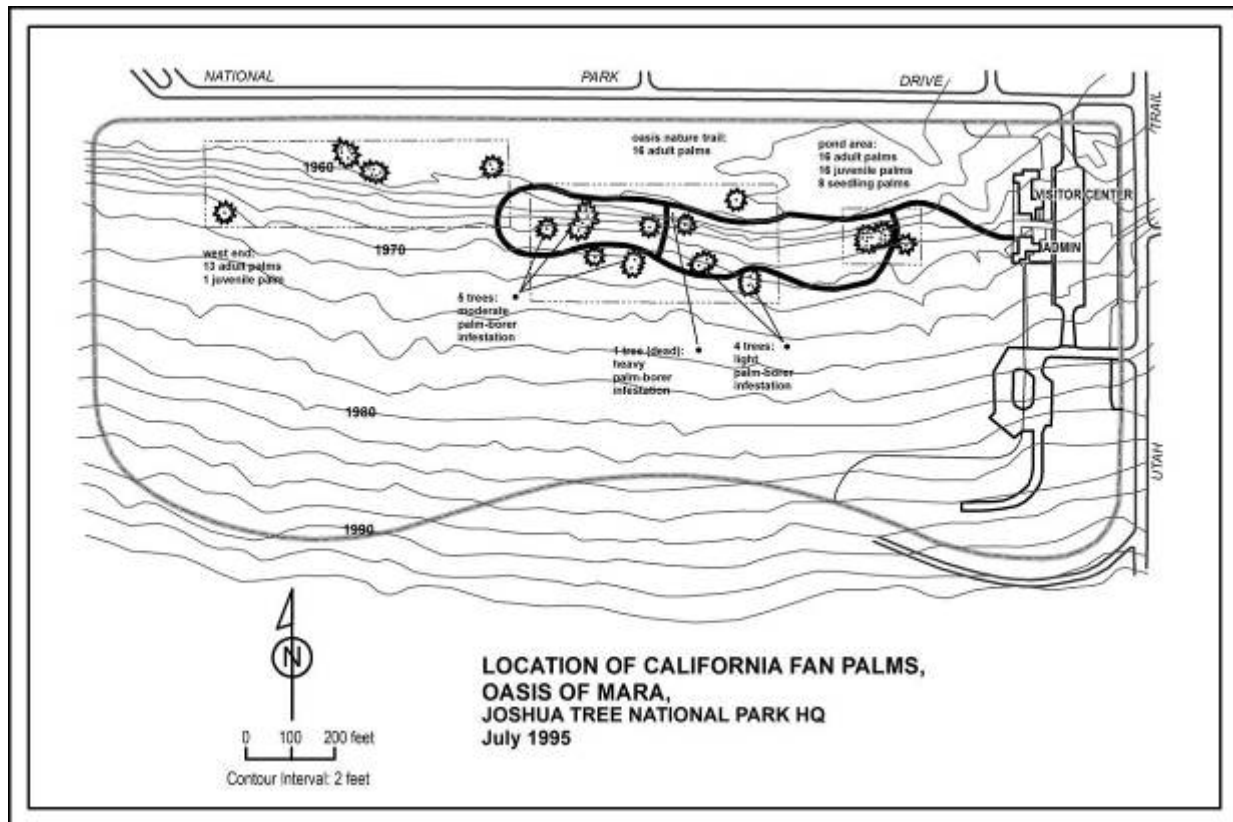 NATIONAL PARK DRIVE
TRAIL
oasis nature trail:
16 adult palms
pond area:
16 adult palms
16 juvenile palms
8 seedling palms
1960
VISITOR CENTER
1970
ADMIN
west end:
13 adult palms
1 juvenile palm
5 trees:
moderate
palm-borer
infestation
1 tree (dead):
heavy
palm-borer
infestation
4 trees:
light
palm-borer
infestation
1980
UTAH
1990
N
LOCATION OF CALIFORNIA FAN PALMS,
OASIS OF MARA,
JOSHUA TREE NATIONAL PARK HQ
July 1995
0 100 200 feet
Contour Interval: 2 feet